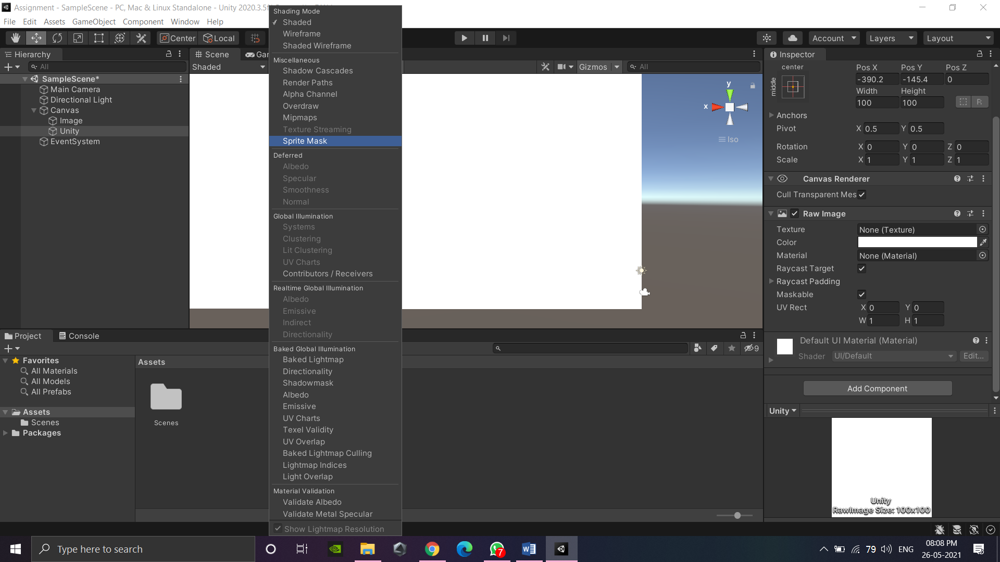 Assignment - SampleScene - PC, Mac & Linux Standalone - Unity 2020.3.5f
File Edit Assets GameObject Component Window Help
Center Local Account Layers Layout
Hierarchy
All
SampleScene*
Main Camera
Directional Light
Canvas
Image
Unity
EventSystem
Scene Gam
Shaded
Gizmos All
y
x
Iso
Shading Mode
Shaded
Wireframe
Shaded Wireframe
Miscellaneous
Shadow Cascades
Render Paths
Alpha Channel
Overdraw
Mipmaps
Texture Streaming
Sprite Mask
Deferred
Albedo
Specular
Smoothness
Normal
Global Illumination
Systems
Clustering
Lit Clustering
UV Charts
Contributors / Receivers
Realtime Global Illumination
Albedo
Emissive
Indirect
Directionality
Baked Global Illumination
Baked Lightmap
Directionality
Shadowmask
Albedo
Emissive
UV Charts
Texel Validity
UV Overlap
Baked Lightmap Culling
Lightmap Indices
Light Overlap
Material Validation
Validate Albedo
Validate Metal Specular
Show Lightmap Resolution
Inspector
center Pos X Pos Y Pos Z
middle -390.2 -145.4 0
Width Height
100 100 R
Anchors
Pivot X 0.5 Y 0.5
Rotation X 0 Y 0 Z 0
Scale X 1 Y 1 Z 1
Canvas Renderer
Cull Transparent Mes
Raw Image
Texture None (Texture)
Color
Material None (Material)
Raycast Target
Raycast Padding
Maskable
UV Rect X 0 Y 0
W 1 H 1
Default UI Material (Material)
Shader UI/Default Edit...
Add Component
Unity
Unity
RawImage Size: 100x100
Project Console
9
Favorites
All Materials
All Models
All Prefabs
Assets
Scenes
Packages
Assets
Scenes
Type here to search
7
79 ENG
08:08 PM
26-05-2021